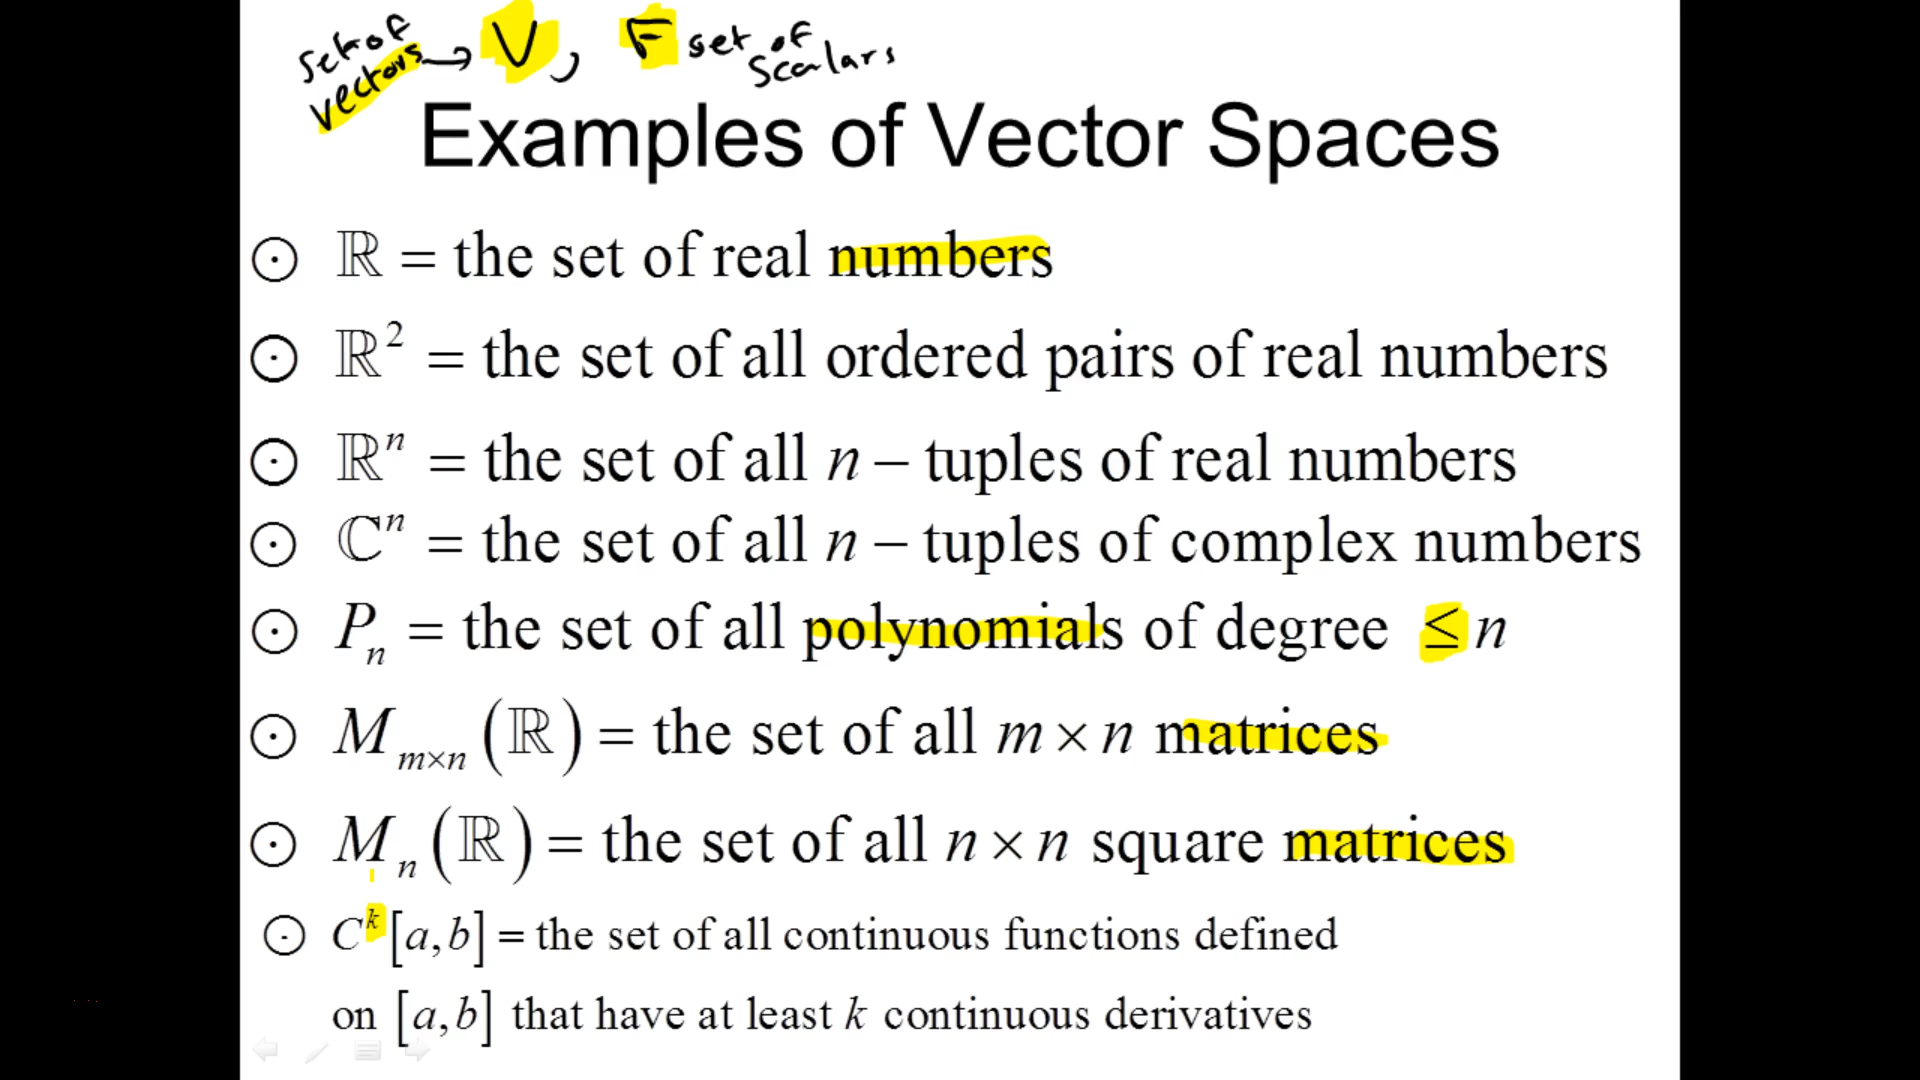 set of vectors → V, F set of scalars
Examples of Vector Spaces
⊙ ℝ = the set of real numbers
⊙ ℝ² = the set of all ordered pairs of real numbers
⊙ ℝⁿ = the set of all n – tuples of real numbers
⊙ ℂⁿ = the set of all n – tuples of complex numbers
⊙ Pₙ = the set of all polynomials of degree ≤ n
⊙ M_{m×n}(ℝ) = the set of all m × n matrices
⊙ Mₙ(ℝ) = the set of all n × n square matrices
⊙ Cᵏ[a,b] = the set of all continuous functions defined
on [a,b] that have at least k continuous derivatives